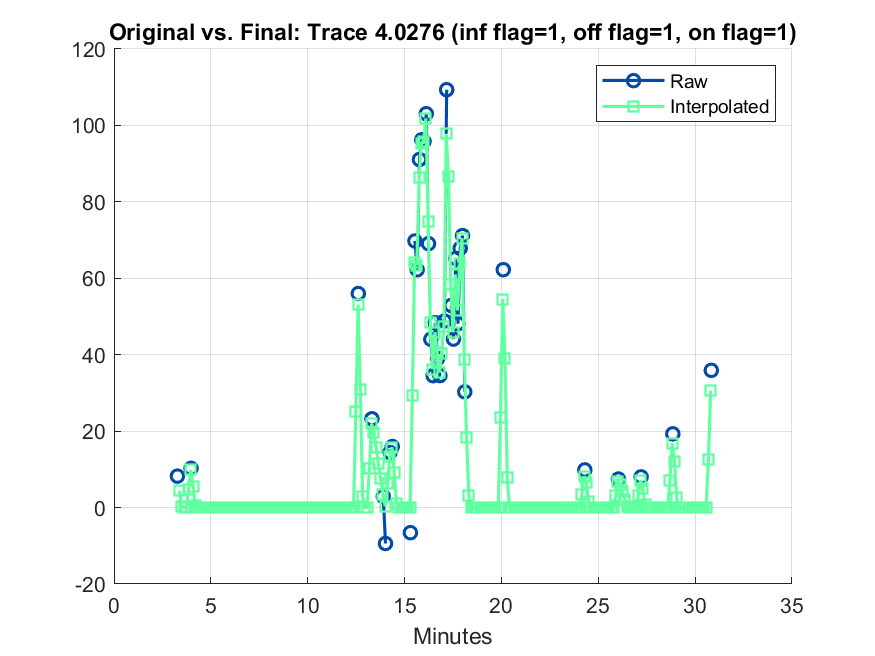 Original vs. Final: Trace 4.0276 (inf flag=1, off flag=1, on flag=1)
120
100
80
60
40
20
0
-20
Raw
Interpolated
0 5 10 15 20 25 30 35
Minutes